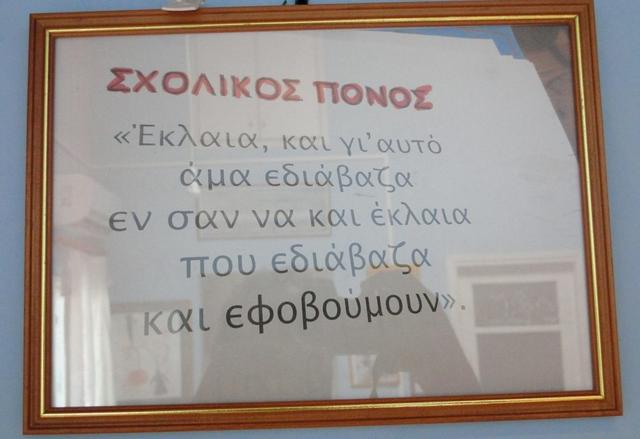 ΣΧΟΛΙΚΟΣ ΠΟΝΟΣ
«Έκλαια, και γι'αυτό
άμα εδιάβαζα
εν σαν να και έκλαια
που εδιάβαζα
και εφοβούμουν».